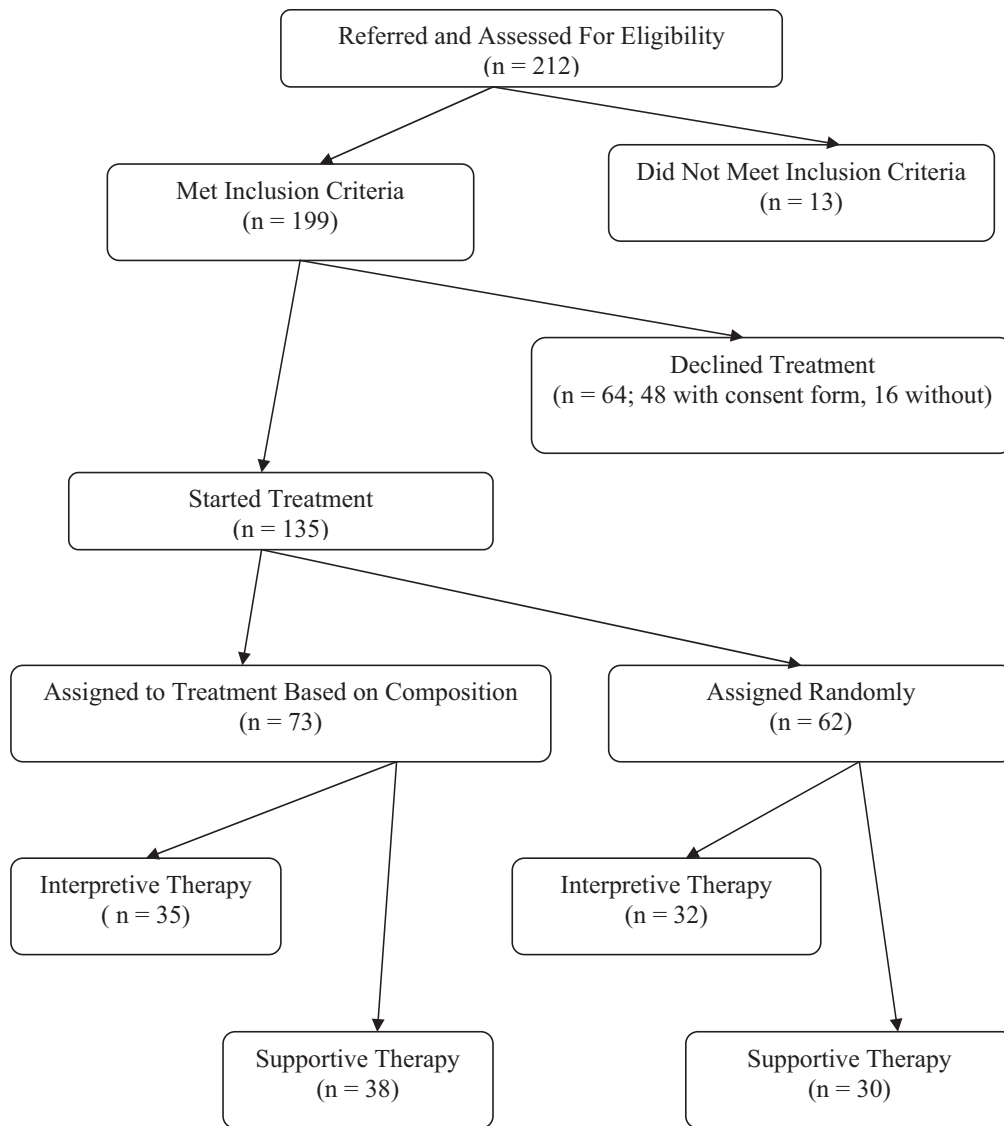 Referred and Assessed For Eligibility
(n = 212)
Met Inclusion Criteria
(n = 199)
Did Not Meet Inclusion Criteria
(n = 13)
Declined Treatment
(n = 64; 48 with consent form, 16 without)
Started Treatment
(n = 135)
Assigned to Treatment Based on Composition
(n = 73)
Assigned Randomly
(n = 62)
Interpretive Therapy
( n = 35)
Interpretive Therapy
(n = 32)
Supportive Therapy
(n = 38)
Supportive Therapy
(n = 30)